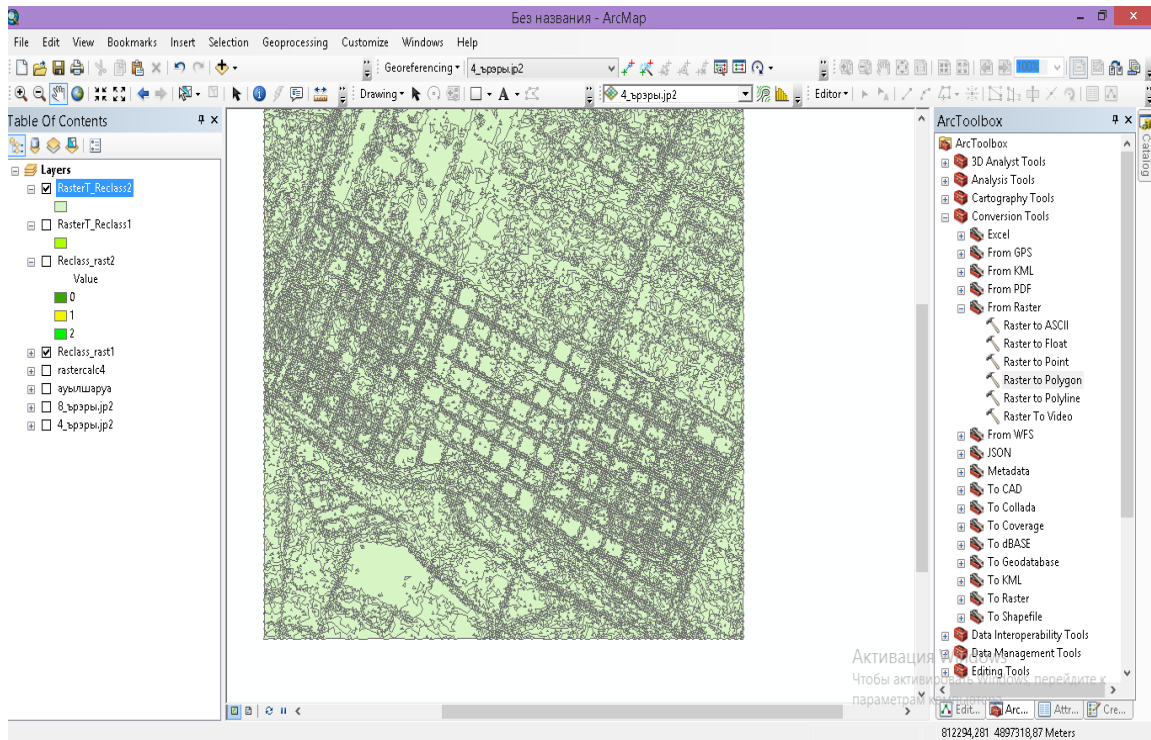 Без названия - ArcMap
File Edit View Bookmarks Insert Selection Geoprocessing Customize Windows Help
Georeferencing 4_ърэры.jp2 100%
Drawing A 4_ърэры.jp2 Editor
Table Of Contents
Layers
RasterT_Reclass2
RasterT_Reclass1
Reclass_rast2
Value
0
1
2
Reclass_rast1
rastercalc4
ауылшаруа
8_ърэры.jp2
4_ърэры.jp2
ArcToolbox
Catalog
ArcToolbox
3D Analyst Tools
Analysis Tools
Cartography Tools
Conversion Tools
Excel
From GPS
From KML
From PDF
From Raster
Raster to ASCII
Raster to Float
Raster to Point
Raster to Polygon
Raster to Polyline
Raster To Video
From WFS
JSON
Metadata
To CAD
To Collada
To Coverage
To dBASE
To Geodatabase
To KML
To Raster
To Shapefile
Data Interoperability Tools
Data Management Tools
Editing Tools
Активация Windows
Чтобы активировать Windows, перейдите к
параметрам компьютера.
Edit... Arc... Attr... Cre...
812294,281 4897318,87 Meters